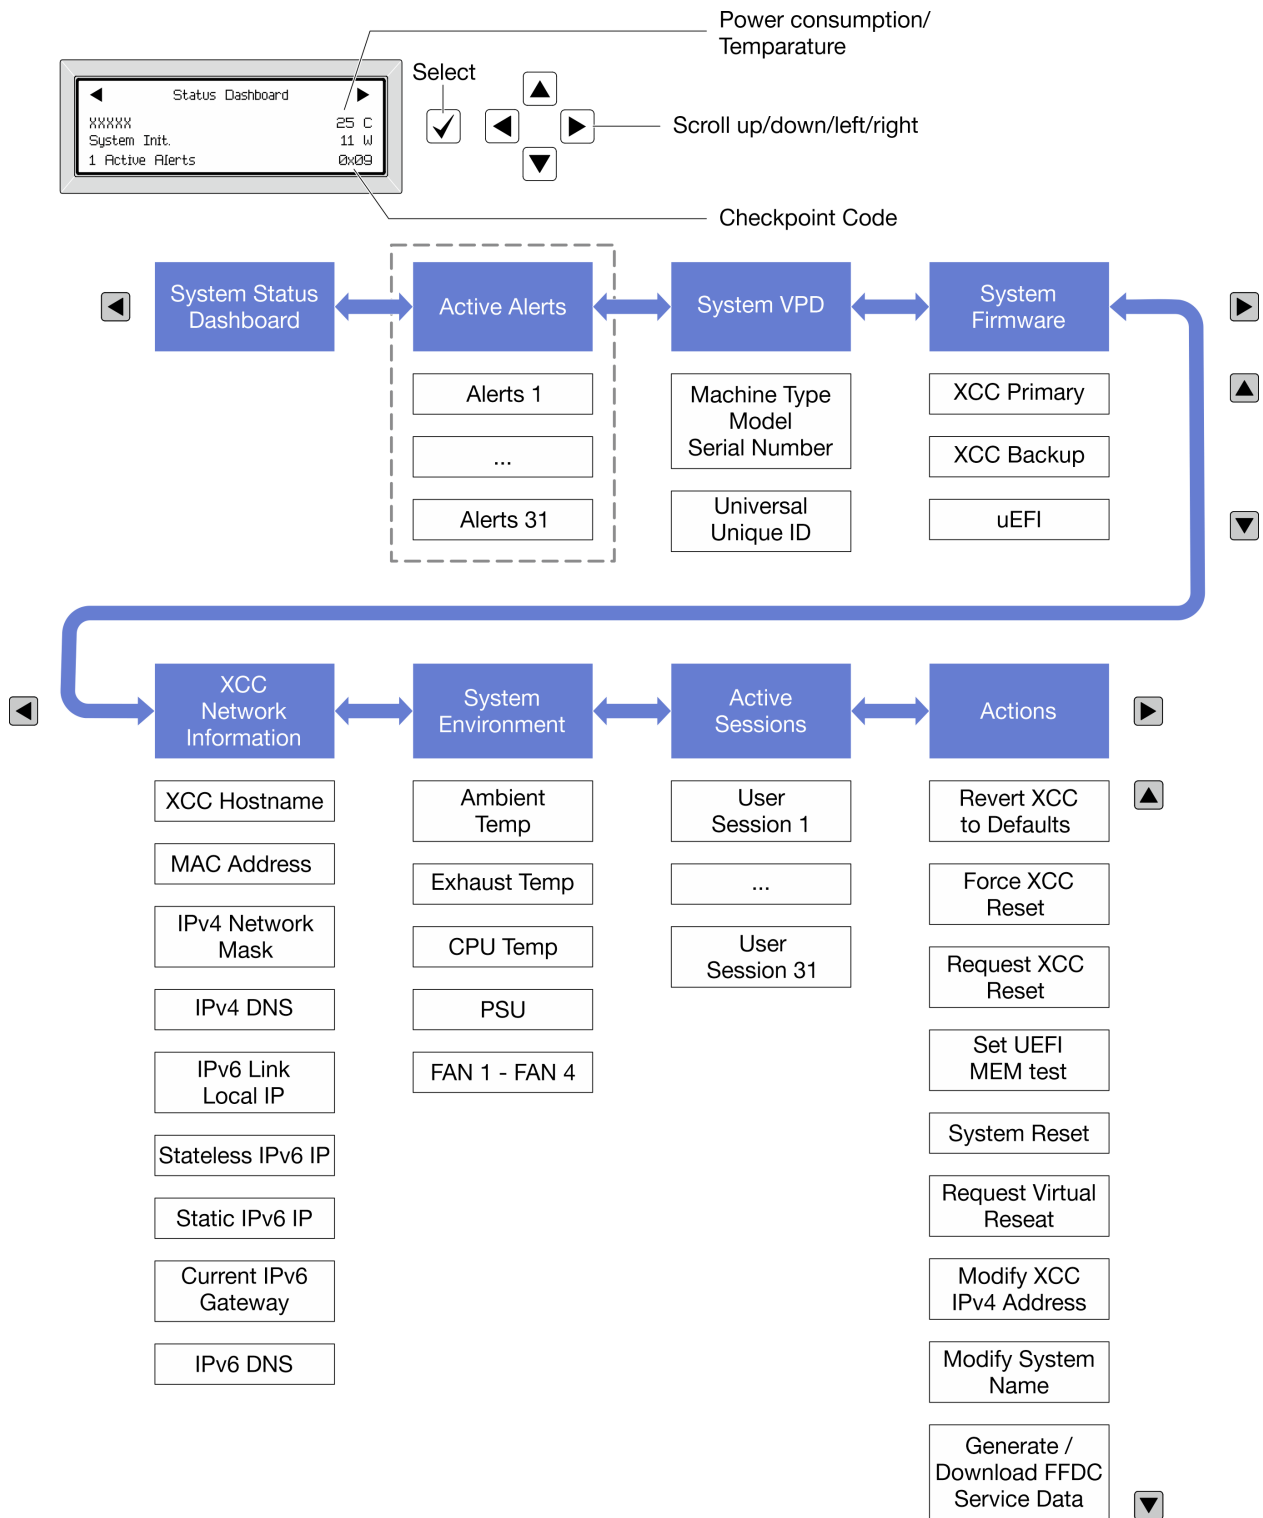 Power consumption/
Temparature
Select
Status Dashboard
XXXXX 25 C
System Init. 11 W
1 Active Alerts 0x09
Scroll up/down/left/right
Checkpoint Code
System Status
Dashboard
Active Alerts
System VPD
System
Firmware
Alerts 1
...
Alerts 31
Machine Type
Model
Serial Number
Universal
Unique ID
XCC Primary
XCC Backup
uEFI
XCC
Network
Information
System
Environment
Active
Sessions
Actions
XCC Hostname
MAC Address
IPv4 Network
Mask
IPv4 DNS
IPv6 Link
Local IP
Stateless IPv6 IP
Static IPv6 IP
Current IPv6
Gateway
IPv6 DNS
Ambient
Temp
Exhaust Temp
CPU Temp
PSU
FAN 1 - FAN 4
User
Session 1
...
User
Session 31
Revert XCC
to Defaults
Force XCC
Reset
Request XCC
Reset
Set UEFI
MEM test
System Reset
Request Virtual
Reseat
Modify XCC
IPv4 Address
Modify System
Name
Generate /
Download FFDC
Service Data